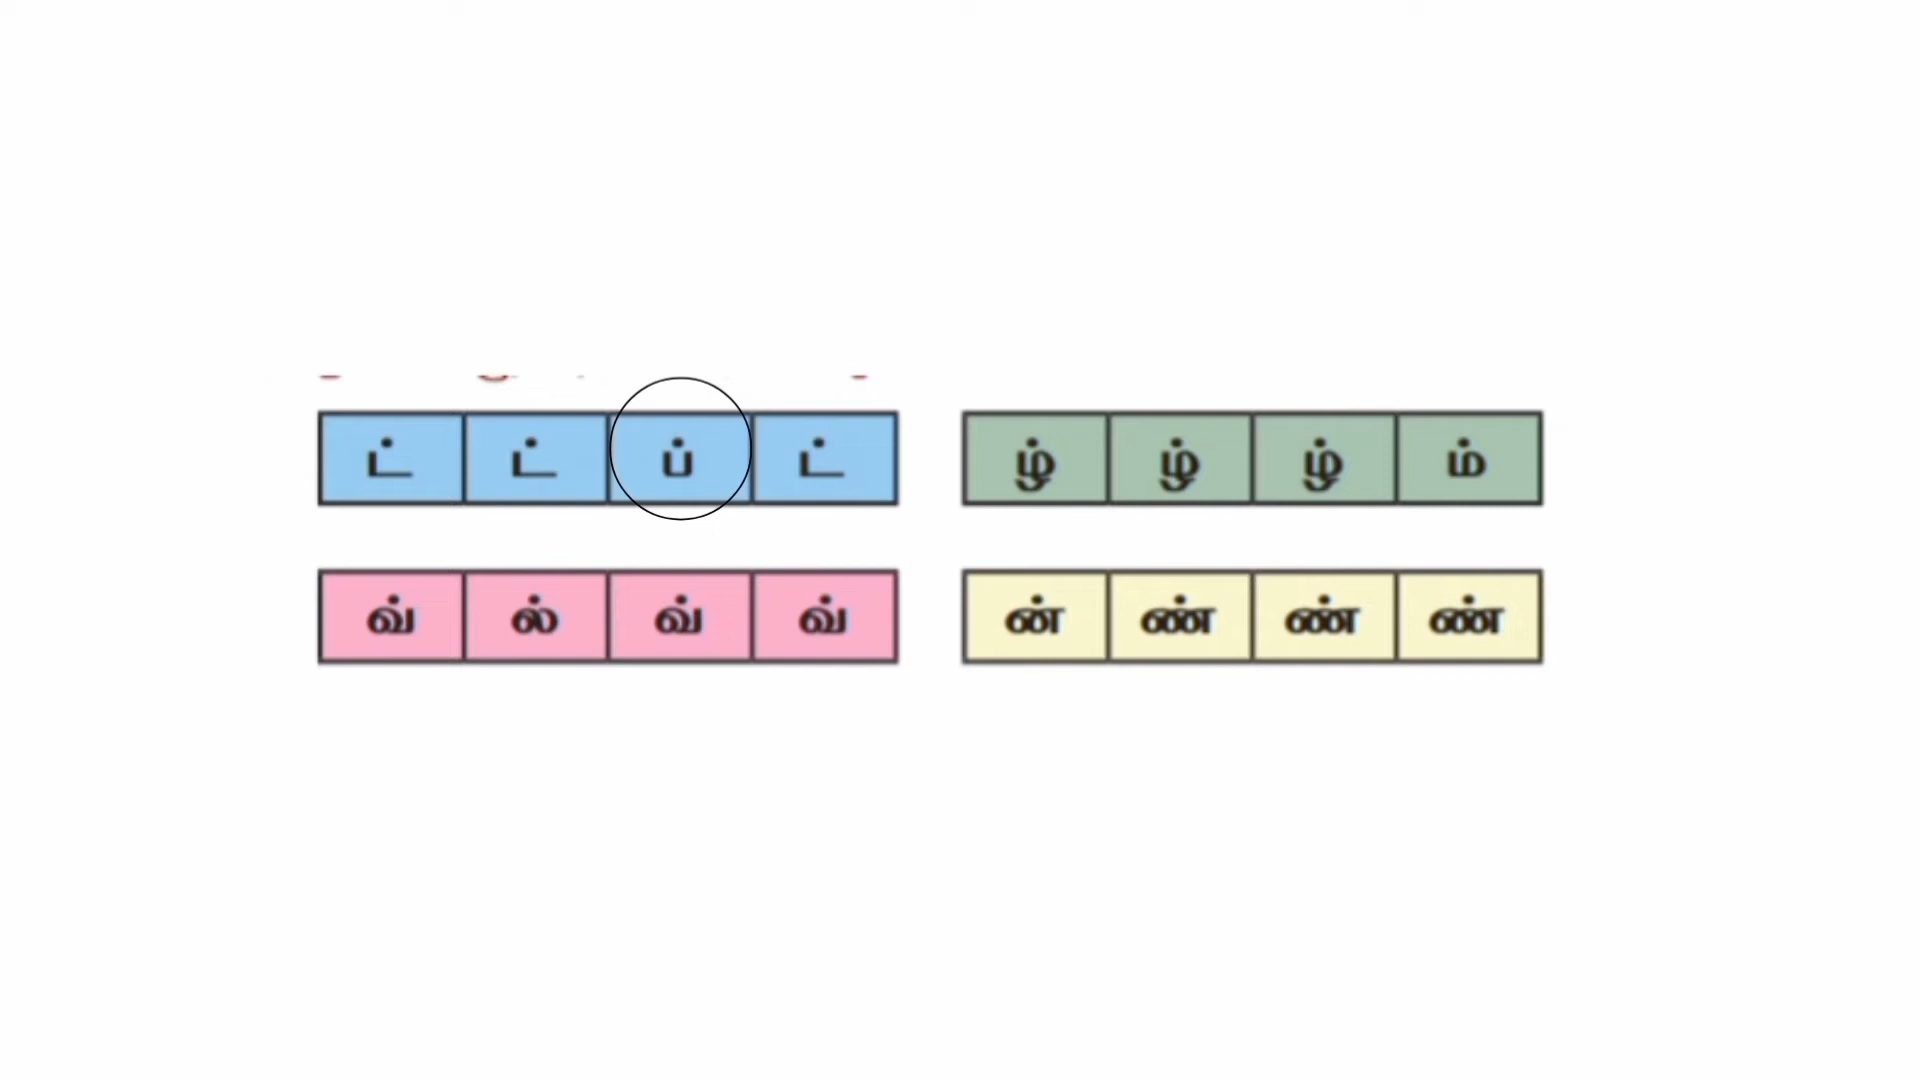 ட் ட் ப் ட்
ழ் ழ் ழ் ம்
வ் ல் வ் வ்
ன் ண் ண் ண்